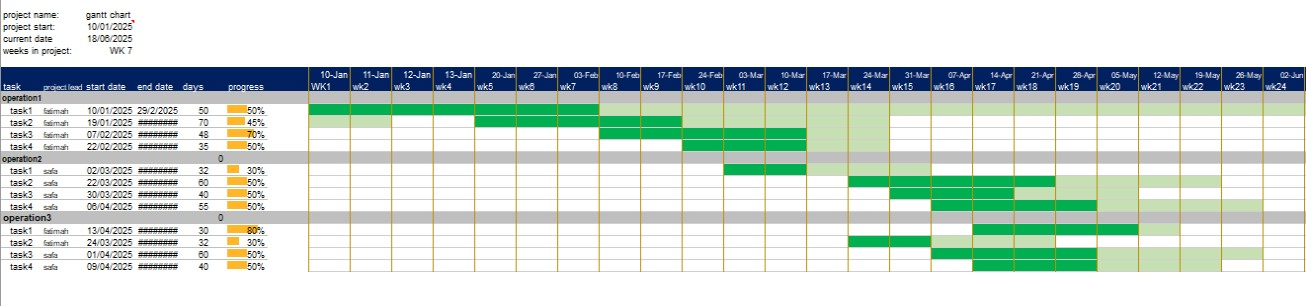 project name: gantt chart
project start: 10/01/2025
current date 18/06/2025
weeks in project: WK 7
10-Jan 11-Jan 12-Jan 13-Jan 20-Jan 27-Jan 03-Feb 10-Feb 17-Feb 24-Feb 03-Mar 10-Mar 17-Mar 24-Mar 31-Mar 07-Apr 14-Apr 21-Apr 28-Apr 05-May 12-May 19-May 26-May 02-Jun
task project lead start date end date days progress WK1 wk2 wk3 wk4 wk5 wk6 wk7 wk8 wk9 wk10 wk11 wk12 wk13 wk14 wk15 wk16 wk17 wk18 wk19 wk20 wk21 wk22 wk23 wk24
operation1
task1 fatimah 10/01/2025 29/2/2025 50 50%
task2 fatimah 19/01/2025 ######## 70 45%
task3 fatimah 07/02/2025 ######## 48 70%
task4 fatimah 22/02/2025 ######## 35 50%
operation2 0
task1 safa 02/03/2025 ######## 32 30%
task2 safa 22/03/2025 ######## 60 50%
task3 safa 30/03/2025 ######## 40 50%
task4 safa 06/04/2025 ######## 55 50%
operation3 0
task1 fatimah 13/04/2025 ######## 30 80%
task2 fatimah 24/03/2025 ######## 32 30%
task3 safa 01/04/2025 ######## 60 50%
task4 safa 09/04/2025 ######## 40 50%